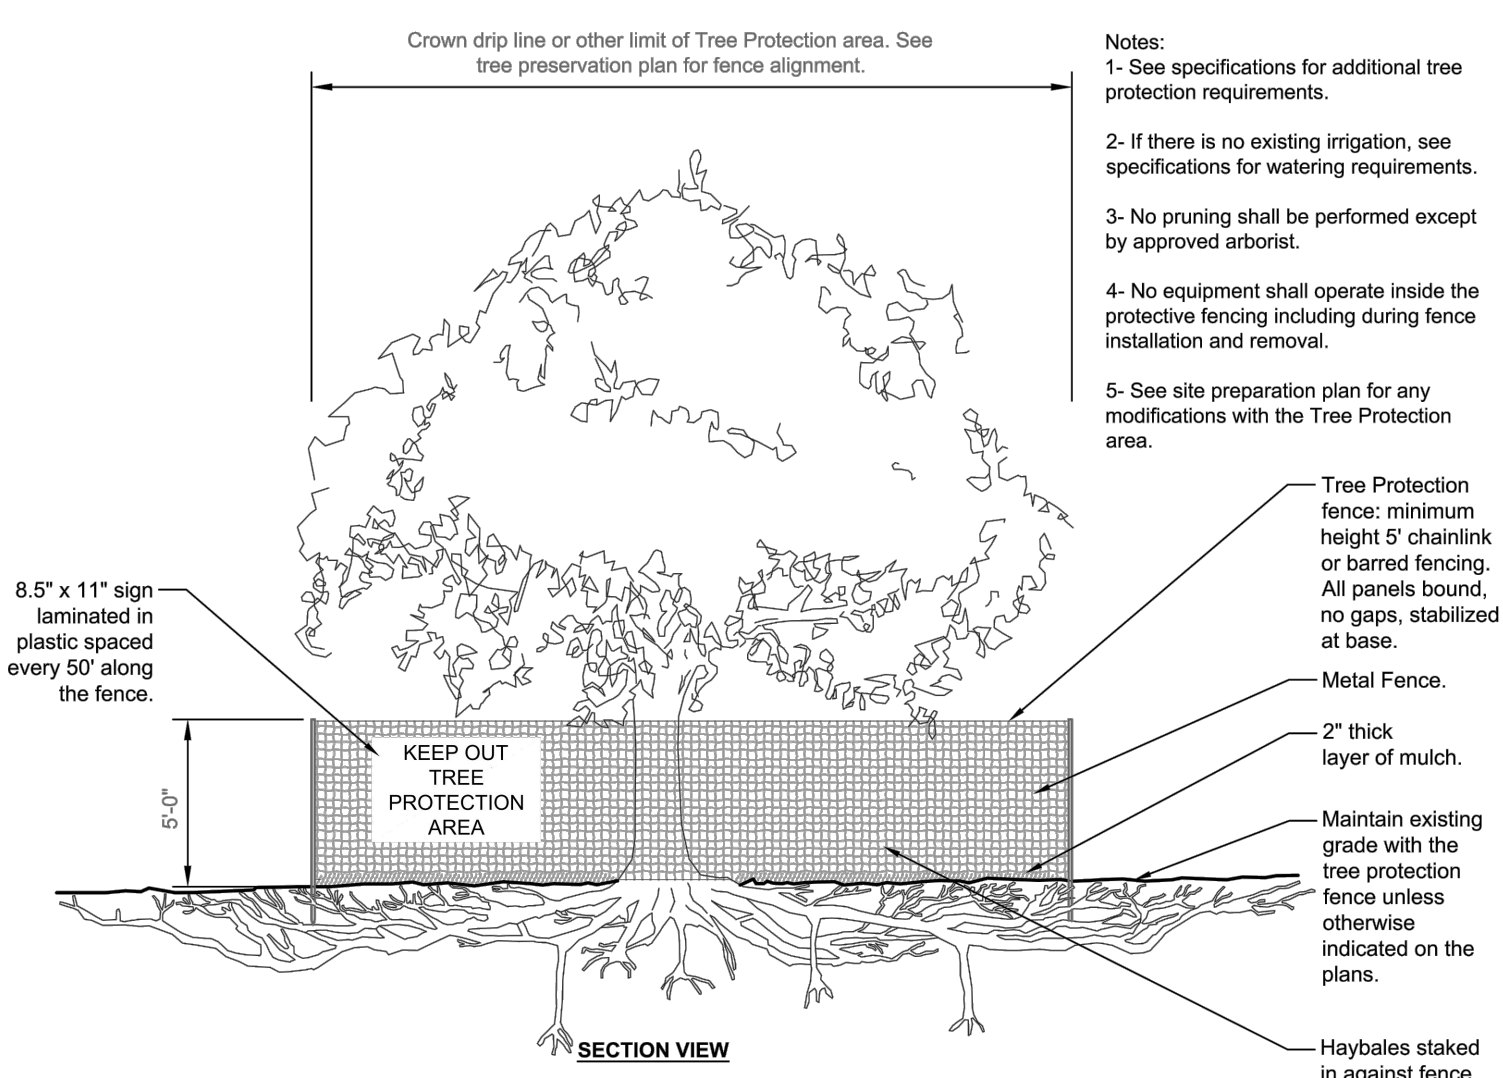 Crown drip line or other limit of Tree Protection area. See
tree preservation plan for fence alignment.
Notes:
1- See specifications for additional tree
protection requirements.
2- If there is no existing irrigation, see
specifications for watering requirements.
3- No pruning shall be performed except
by approved arborist.
4- No equipment shall operate inside the
protective fencing including during fence
installation and removal.
5- See site preparation plan for any
modifications with the Tree Protection
area.
Tree Protection
fence: minimum
height 5' chainlink
or barred fencing.
All panels bound,
no gaps, stabilized
at base.
Metal Fence.
2" thick
layer of mulch.
Maintain existing
grade with the
tree protection
fence unless
otherwise
indicated on the
plans.
Haybales staked
in against fence
8.5" x 11" sign
laminated in
plastic spaced
every 50' along
the fence.
5'-0"
KEEP OUT
TREE
PROTECTION
AREA
SECTION VIEW